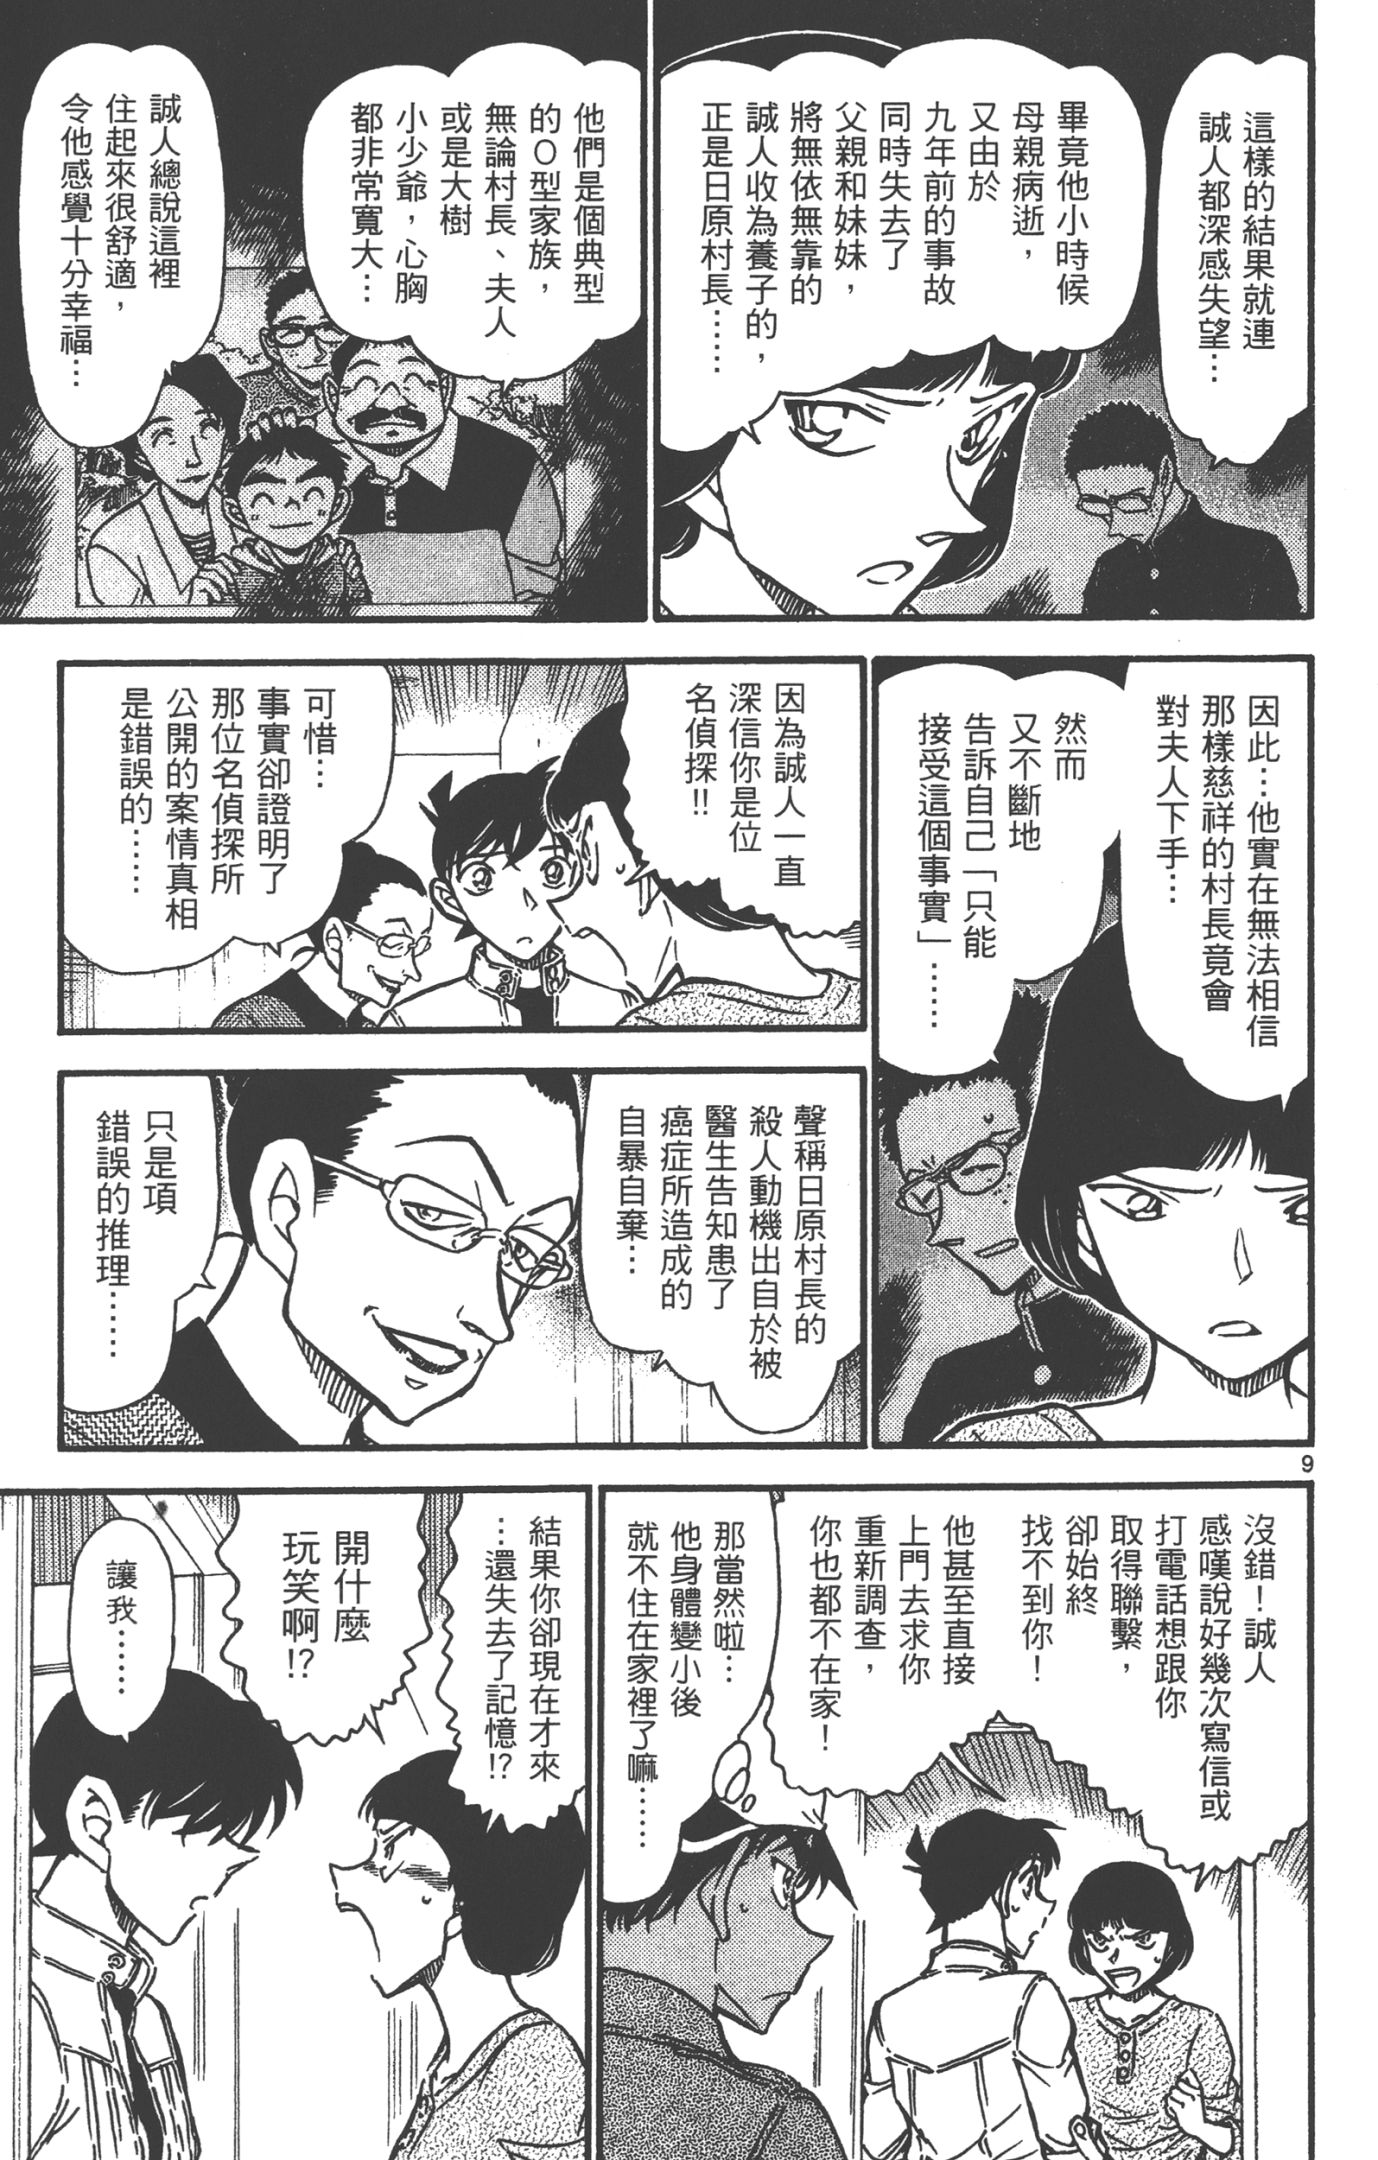 這樣的結果就連
誠人都深感失望…
畢竟他小時候
母親病逝，
又由於
九年前的事故
同時失去了
父親和妹妹，
將無依無靠的
誠人收為養子的，
正是日原村長……
他們是個典型
的O型家族，
無論村長、夫人
或是大樹
小少爺，心胸
都非常寬大…
誠人總說這裡
住起來很舒適，
令他感覺十分幸福…
因此…他實在無法相信
那樣慈祥的村長竟會
對夫人下手…
然而
又不斷地
告訴自己「只能
接受這個事實」……
因為誠人一直
深信你是位
名偵探!!
可惜…
事實卻證明了
那位名偵探所
公開的案情真相
是錯誤的……
聲稱日原村長的
殺人動機出自於被
醫生告知患了
癌症所造成的
自暴自棄…
只是項
錯誤的推理……
9
沒錯！誠人
感嘆說好幾次寫信或
打電話想跟你
取得聯繫，
卻始終
找不到你！
他甚至直接
上門去求你
重新調查，
你也都不在家！
那當然啦…
他身體變小後
就不住在家裡了嘛……
結果你卻現在才來
…還失去了記憶!?
開什麼
玩笑啊!?
讓我……